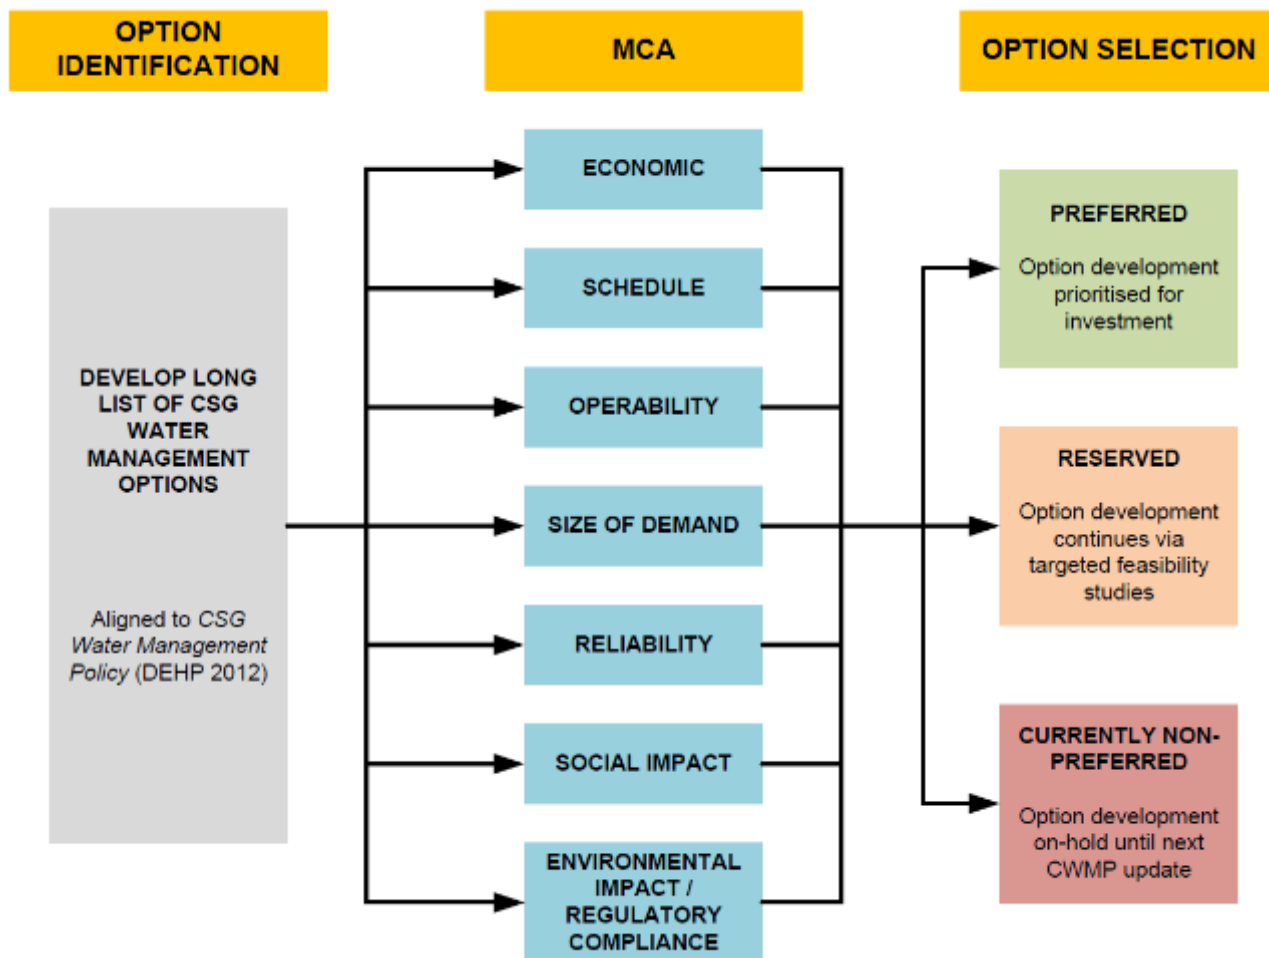 OPTION
IDENTIFICATION
MCA
OPTION SELECTION
DEVELOP LONG
LIST OF CSG
WATER
MANAGEMENT
OPTIONS
Aligned to CSG
Water Management
Policy (DEHP 2012)
ECONOMIC
SCHEDULE
OPERABILITY
SIZE OF DEMAND
RELIABILITY
SOCIAL IMPACT
ENVIRONMENTAL
IMPACT /
REGULATORY
COMPLIANCE
PREFERRED
Option development
prioritised for
investment
RESERVED
Option development
continues via
targeted feasibility
studies
CURRENTLY NON-
PREFERRED
Option development
on-hold until next
CWMP update